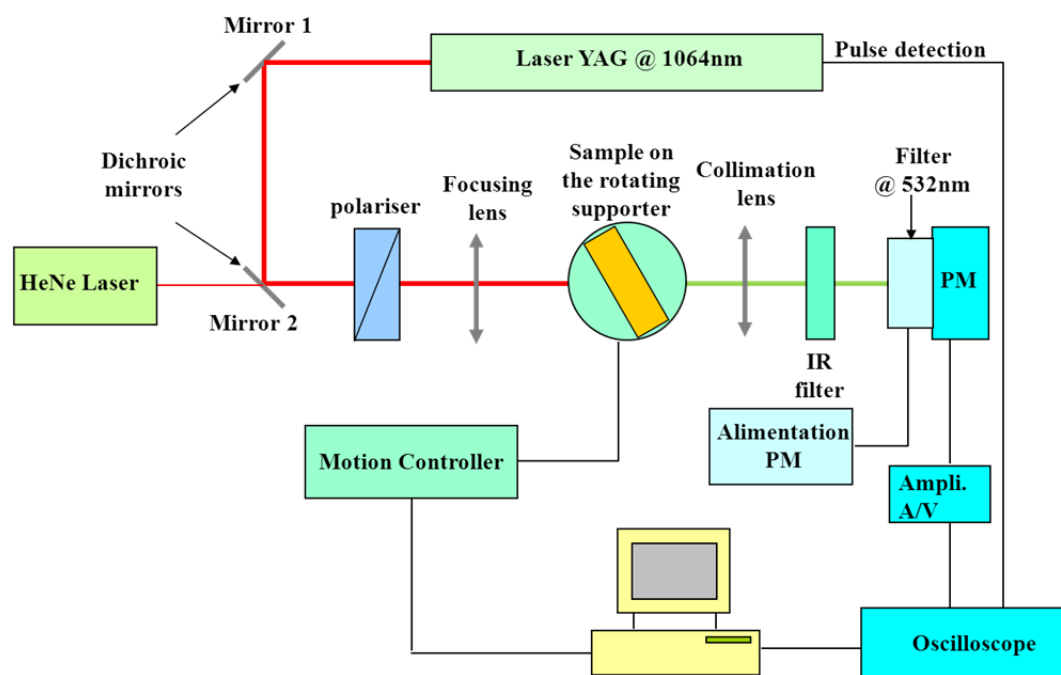 Mirror 1
Laser YAG @ 1064nm
Pulse detection
Dichroic
mirrors
polariser
Focusing
lens
Sample on
the rotating
supporter
Collimation
lens
Filter
@ 532nm
HeNe Laser
Mirror 2
PM
IR
filter
Alimentation
PM
Motion Controller
Ampli.
A/V
Oscilloscope